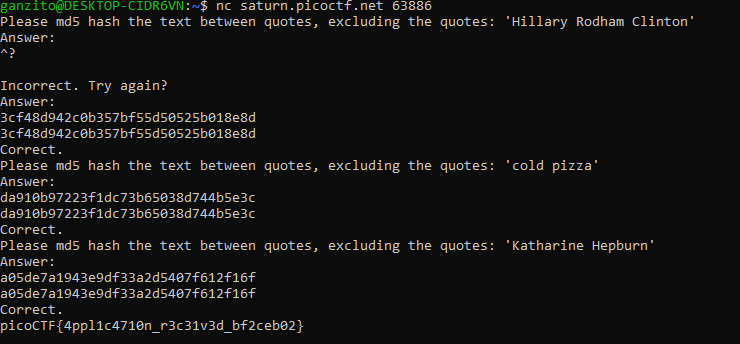 ganzito@DESKTOP-CIDR6VN:~$ nc saturn.picoctf.net 63886
Please md5 hash the text between quotes, excluding the quotes: 'Hillary Rodham Clinton'
Answer:
^?
Incorrect. Try again?
Answer:
3cf48d942c0b357bf55d50525b018e8d
3cf48d942c0b357bf55d50525b018e8d
Correct.
Please md5 hash the text between quotes, excluding the quotes: 'cold pizza'
Answer:
da910b97223f1dc73b65038d744b5e3c
da910b97223f1dc73b65038d744b5e3c
Correct.
Please md5 hash the text between quotes, excluding the quotes: 'Katharine Hepburn'
Answer:
a05de7a1943e9df33a2d5407f612f16f
a05de7a1943e9df33a2d5407f612f16f
Correct.
picoCTF{4ppl1c4710n_r3c31v3d_bf2ceb02}